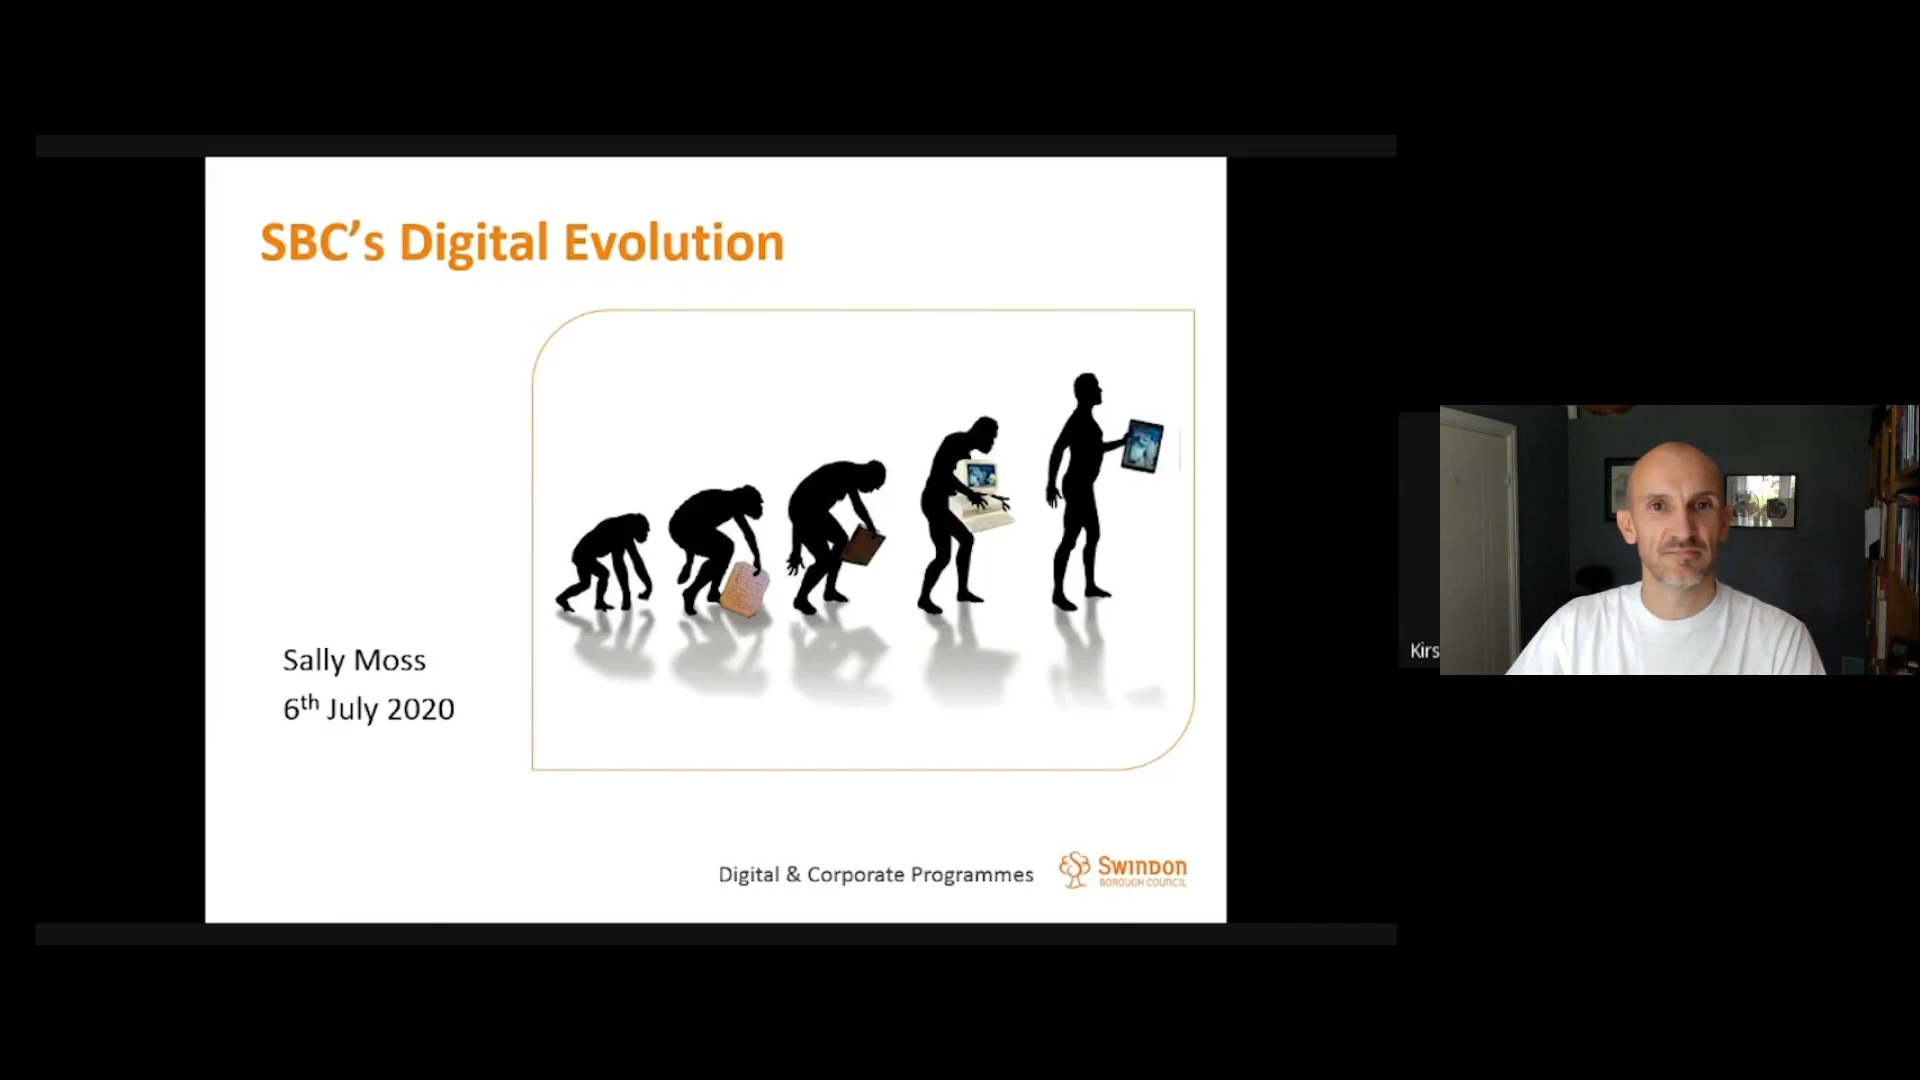 SBC's Digital Evolution
Sally Moss
6th July 2020
Digital & Corporate Programmes
SWINDON
BOROUGH COUNCIL
Kirs